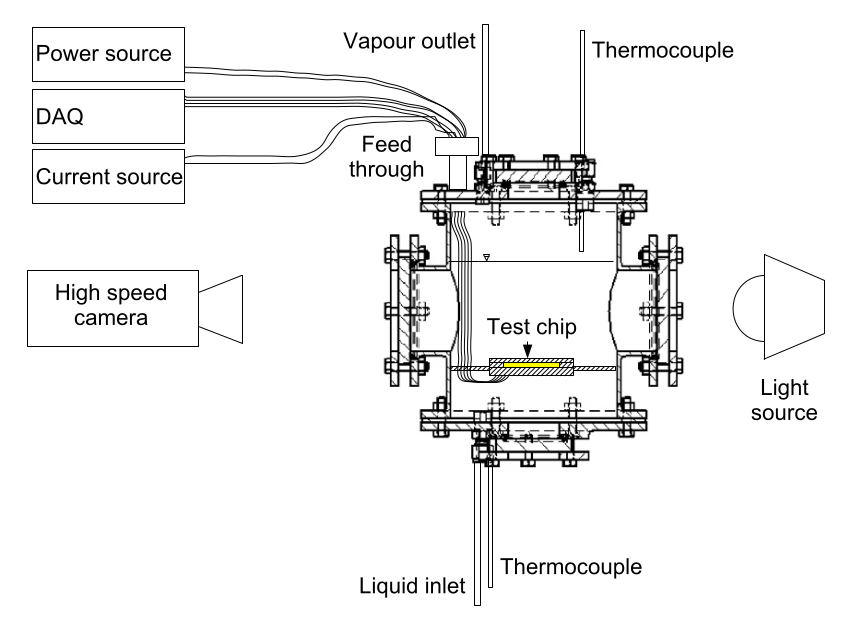 Power source
Vapour outlet
Thermocouple
DAQ
Feed
through
Current source
High speed
camera
Test chip
Light
source
Thermocouple
Liquid inlet